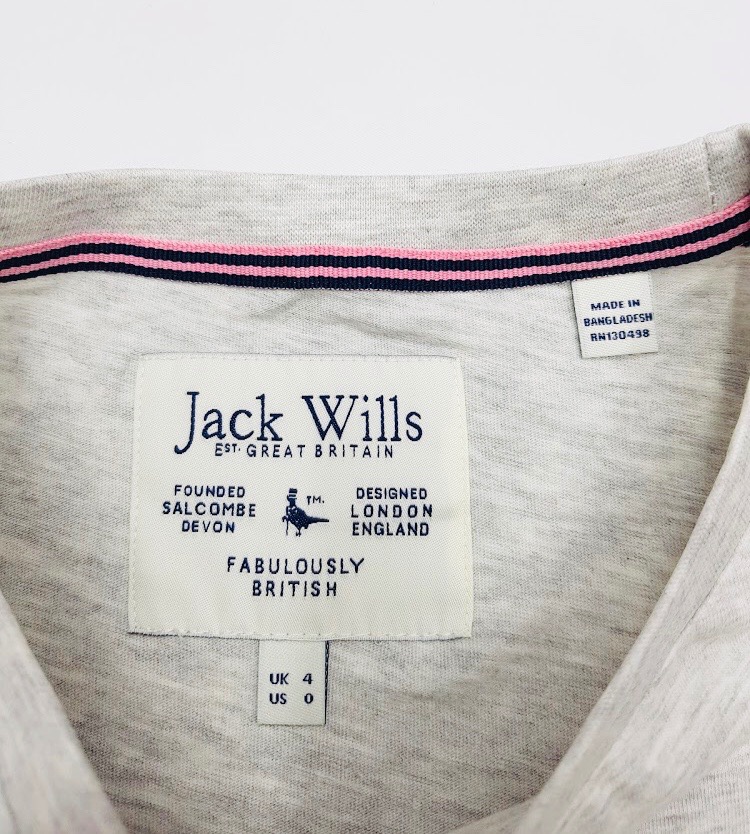 MADE IN
BANGLADESH
RN130498
Jack Wills
EST. GREAT BRITAIN
FOUNDED
SALCOMBE
DEVON
TM.
DESIGNED
LONDON
ENGLAND
FABULOUSLY
BRITISH
UK 4
US 0